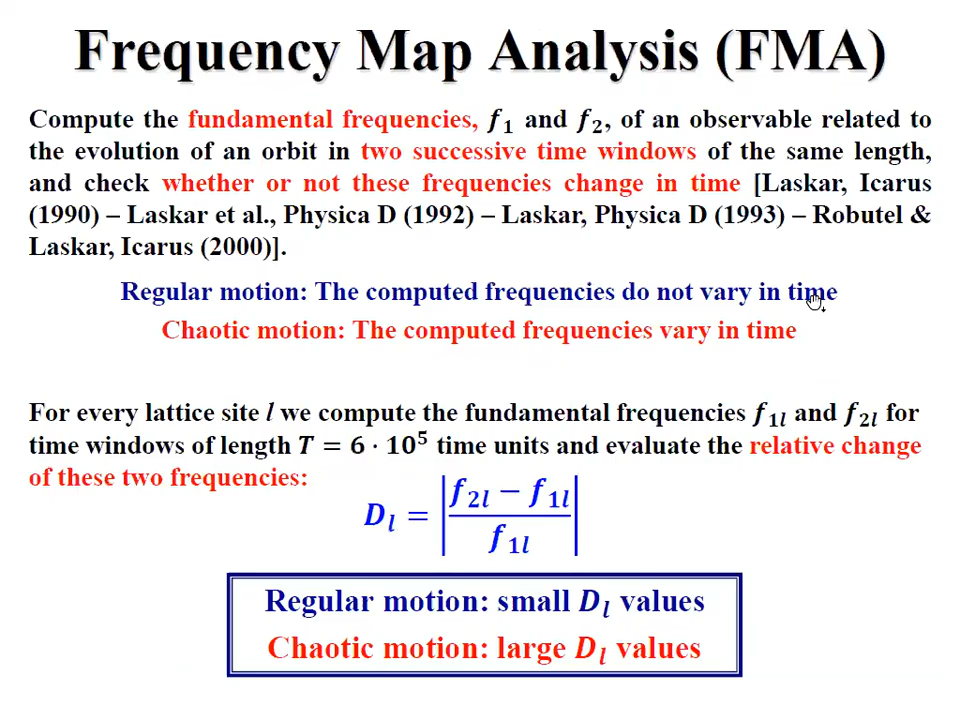 Frequency Map Analysis (FMA)
Compute the fundamental frequencies, f₁ and f₂, of an observable related to
the evolution of an orbit in two successive time windows of the same length,
and check whether or not these frequencies change in time [Laskar, Icarus
(1990) – Laskar et al., Physica D (1992) – Laskar, Physica D (1993) – Robutel &
Laskar, Icarus (2000)].
Regular motion: The computed frequencies do not vary in time
Chaotic motion: The computed frequencies vary in time
For every lattice site l we compute the fundamental frequencies f₁ₗ and f₂ₗ for
time windows of length T = 6 · 10⁵ time units and evaluate the relative change
of these two frequencies:
Dₗ = |(f₂ₗ − f₁ₗ) / f₁ₗ|
Regular motion: small Dₗ values
Chaotic motion: large Dₗ values